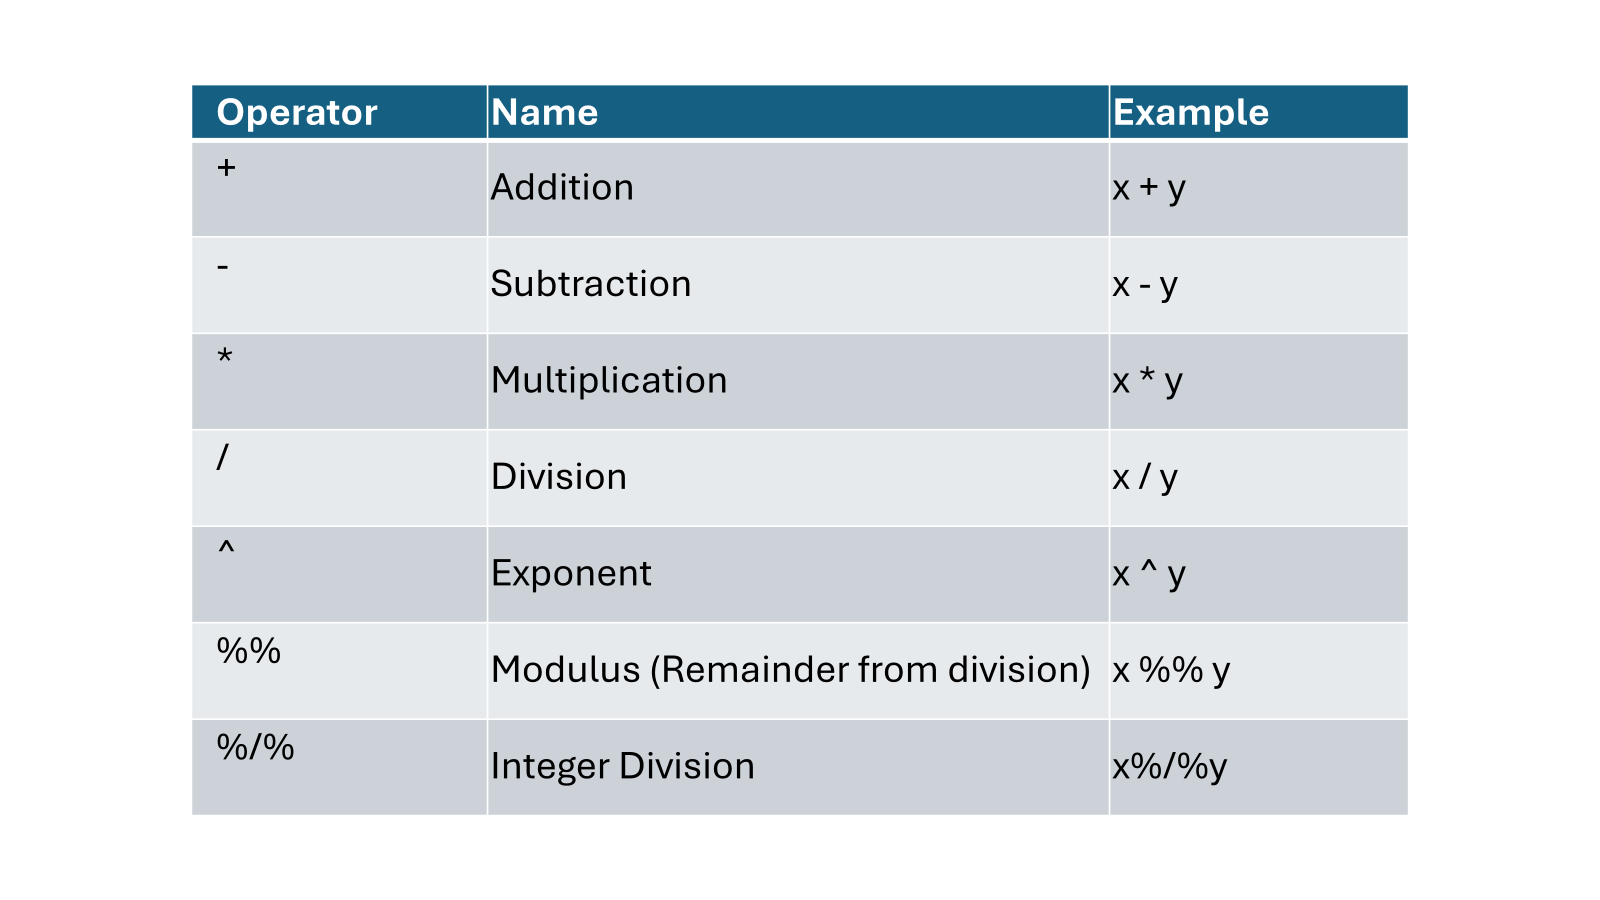 Operator Name Example
+ Addition x + y
- Subtraction x - y
* Multiplication x * y
/ Division x / y
^ Exponent x ^ y
%% Modulus (Remainder from division) x %% y
%/% Integer Division x%/%y